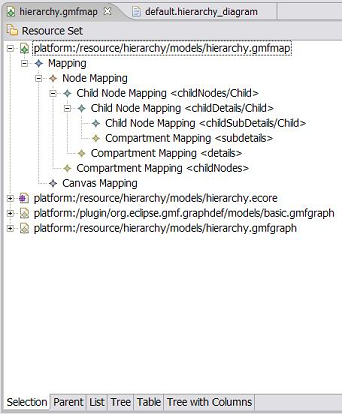 hierarchy.gmfmap default.hierarchy_diagram
Resource Set
platform:/resource/hierarchy/models/hierarchy.gmfmap
Mapping
Node Mapping
Child Node Mapping <childNodes/Child>
Child Node Mapping <childDetails/Child>
Child Node Mapping <childSubDetails/Child>
Compartment Mapping <subdetails>
Compartment Mapping <details>
Compartment Mapping <childNodes>
Canvas Mapping
platform:/resource/hierarchy/models/hierarchy.ecore
platform:/plugin/org.eclipse.gmf.graphdef/models/basic.gmfgraph
platform:/resource/hierarchy/models/hierarchy.gmfgraph
Selection Parent List Tree Table Tree with Columns